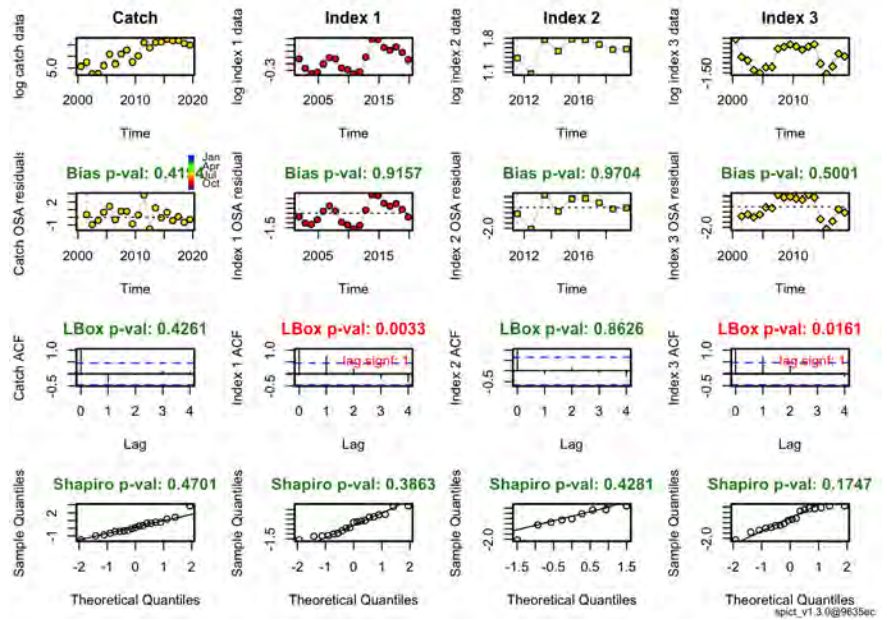 Catch Index 1 Index 2 Index 3
log catch data log index 1 data log index 2 data log index 3 data
5.0 -0.3 1.1 1.8 -1.50
2000 2010 2020 2005 2015 2012 2016 2000 2010
Time Time Time Time
Jan
Apr
Jul
Oct
Bias p-val: Bias p-val: 0.9157 Bias p-val: 0.9704 Bias p-val: 0.5001
Catch OSA residuals Index 1 OSA residual Index 2 OSA residual Index 3 OSA residual
-1 2 -1.5 -2.0 -2.0
2000 2010 2020 2005 2015 2012 2016 2000 2010
Time Time Time Time
LBox p-val: 0.4261 LBox p-val: 0.0033 LBox p-val: 0.8626 LBox p-val: 0.0161
Catch ACF Index 1 ACF Index 2 ACF Index 3 ACF
lag signf: 1 lag signf: 1
-0.5 1.0 -0.5 1.0 -0.5 -0.5 1.0
0 1 2 3 4 0 1 2 3 4 0 1 2 3 4 0 1 2 3 4
Lag Lag Lag Lag
Shapiro p-val: 0.4701 Shapiro p-val: 0.3863 Shapiro p-val: 0.4281 Shapiro p-val: 0.1747
Sample Quantiles Sample Quantiles Sample Quantiles Sample Quantiles
-1 2 -1.5 -2.0 -2.0
-2 -1 0 1 2 -2 -1 0 1 2 -1.5 -0.5 0.5 1.5 -2 -1 0 1 2
Theoretical Quantiles Theoretical Quantiles Theoretical Quantiles Theoretical Quantiles
spict_v1.3.0@9635ec